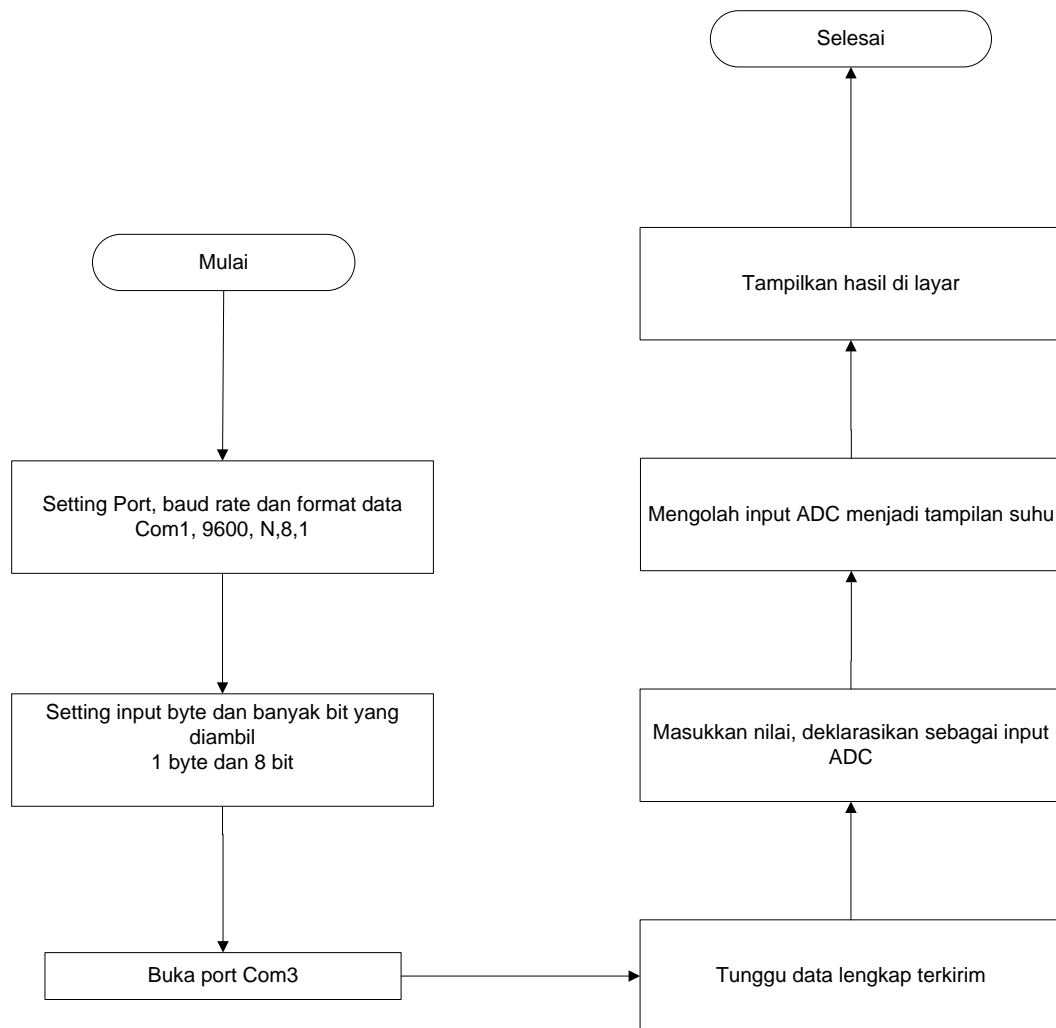 Mulai
Setting Port, baud rate dan format data
Com1, 9600, N,8,1
Setting input byte dan banyak bit yang
diambil
1 byte dan 8 bit
Buka port Com3
Tunggu data lengkap terkirim
Masukkan nilai, deklarasikan sebagai input
ADC
Mengolah input ADC menjadi tampilan suhu
Tampilkan hasil di layar
Selesai